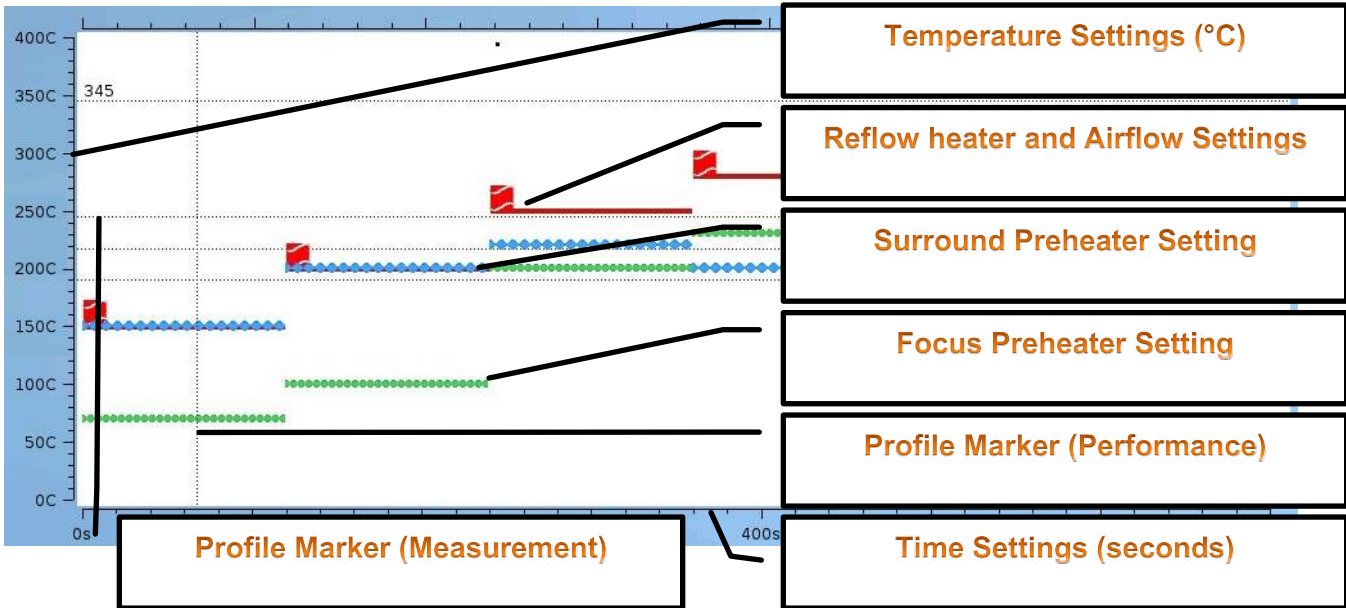 Temperature Settings (°C)
400C
350C
345
Reflow heater and Airflow Settings
300C
250C
Surround Preheater Setting
200C
150C
Focus Preheater Setting
100C
50C
Profile Marker (Performance)
0C
0s
400s
Profile Marker (Measurement)
Time Settings (seconds)